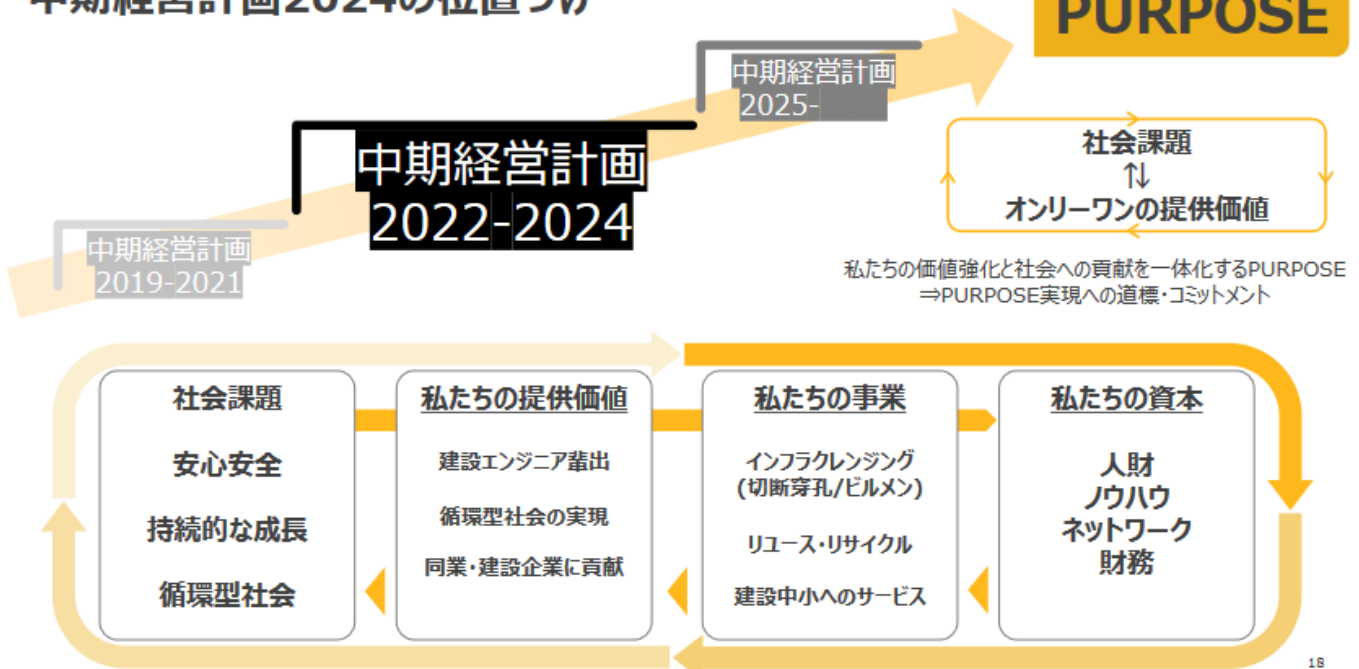 中期経営計画2024の位置づけ
PURPOSE
中期経営計画
2025-
中期経営計画
2022-2024
中期経営計画
2019-2021
社会課題
⇅
オンリーワンの提供価値
私たちの価値強化と社会への貢献を一体化するPURPOSE
⇒PURPOSE実現への道標・コミットメント
社会課題
安心安全
持続的な成長
循環型社会
私たちの提供価値
建設エンジニア輩出
循環型社会の実現
同業・建設企業に貢献
私たちの事業
インフラクレンジング
(切断穿孔/ビルメン)
リユース・リサイクル
建設中小へのサービス
私たちの資本
人財
ノウハウ
ネットワーク
財務
18